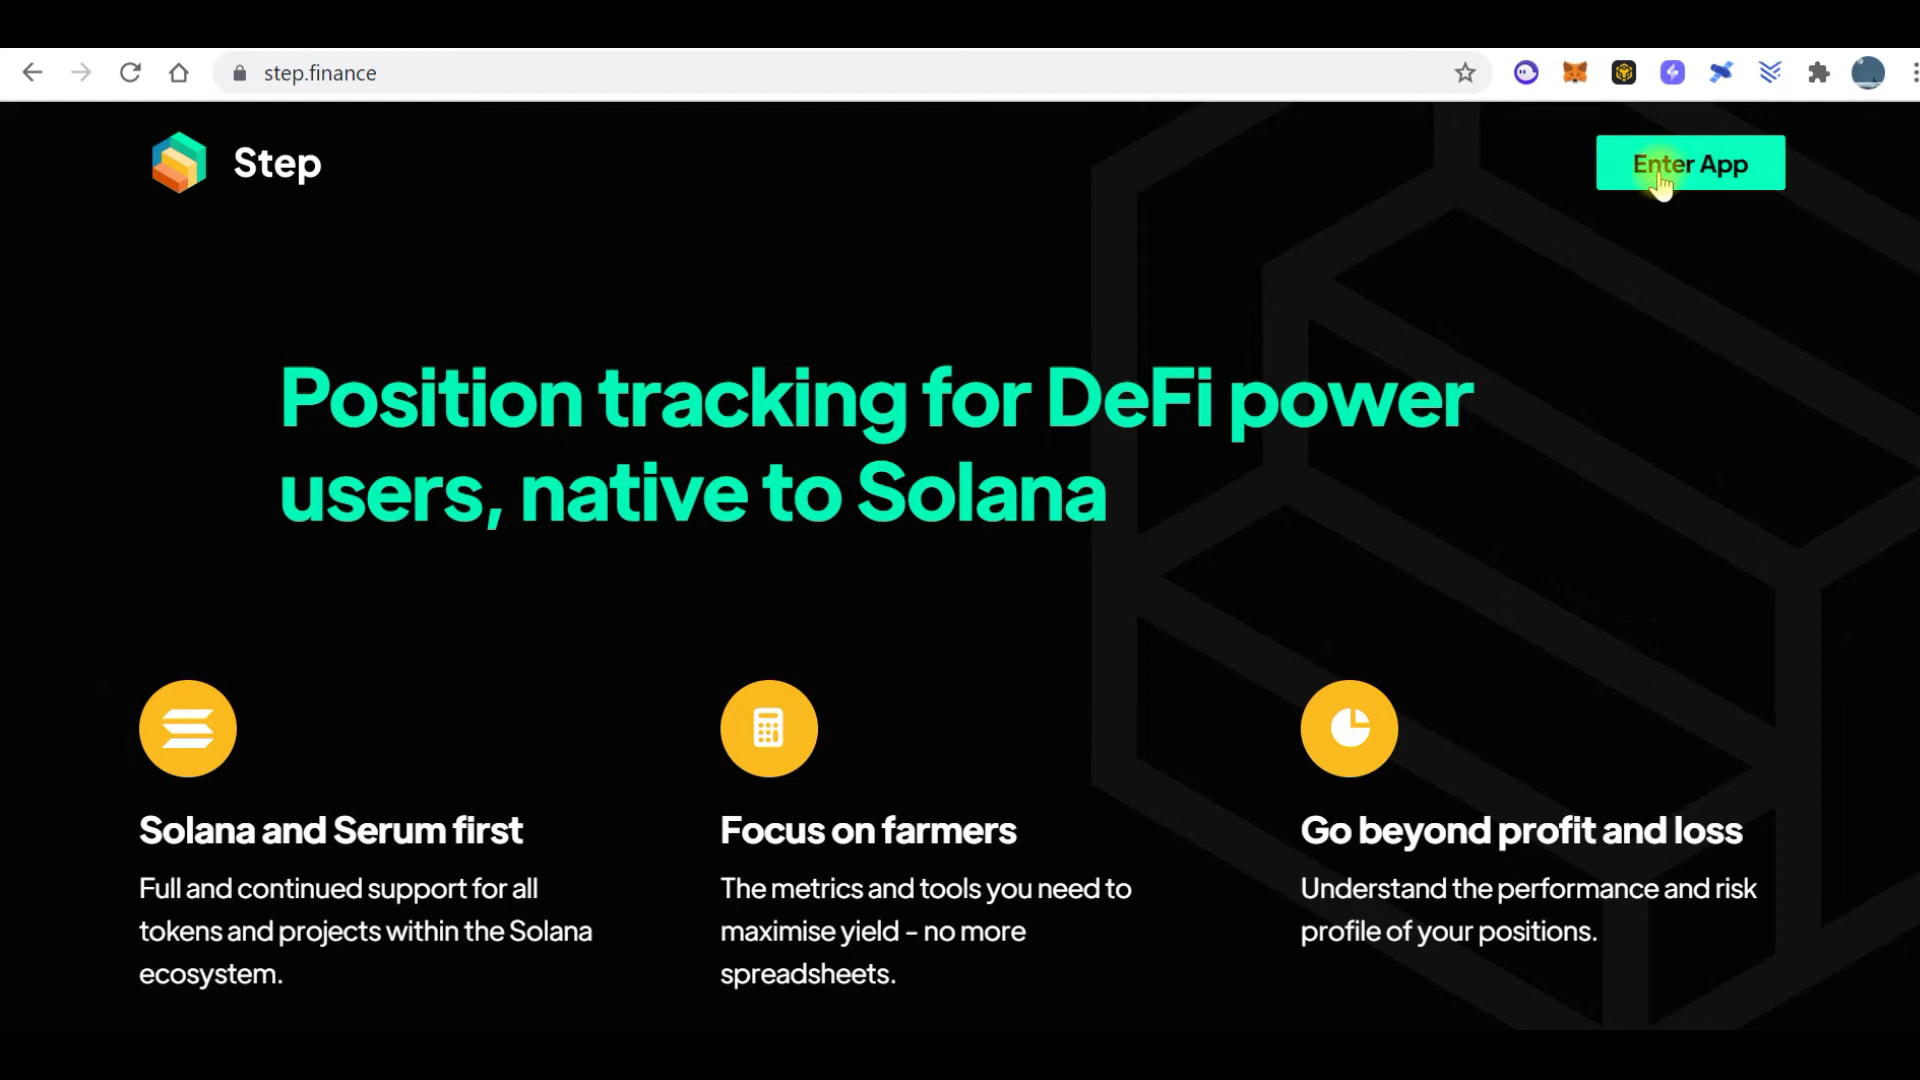 step.finance
Step
Enter App
Position tracking for DeFi power
users, native to Solana
Solana and Serum first
Full and continued support for all
tokens and projects within the Solana
ecosystem.
Focus on farmers
The metrics and tools you need to
maximise yield - no more
spreadsheets.
Go beyond profit and loss
Understand the performance and risk
profile of your positions.